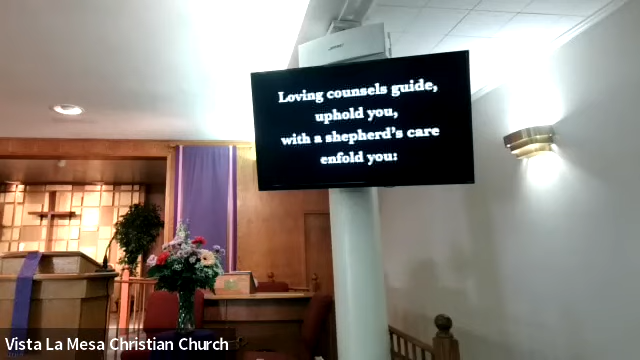 Loving counsels guide,
uphold you,
with a shepherd's care
enfold you:
Vista La Mesa Christian Church